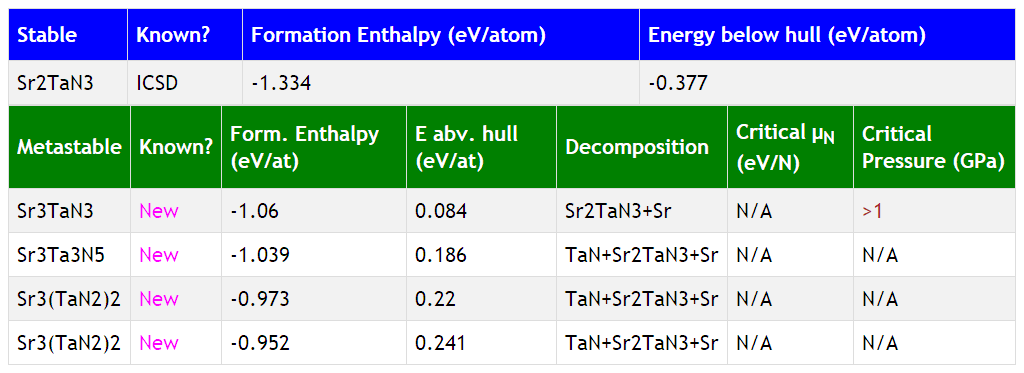 Stable Known? Formation Enthalpy (eV/atom) Energy below hull (eV/atom)
Sr2TaN3 ICSD -1.334 -0.377
Metastable Known? Form. Enthalpy (eV/at) E abv. hull (eV/at) Decomposition Critical μN (eV/N) Critical Pressure (GPa)
Sr3TaN3 New -1.06 0.084 Sr2TaN3+Sr N/A >1
Sr3Ta3N5 New -1.039 0.186 TaN+Sr2TaN3+Sr N/A N/A
Sr3(TaN2)2 New -0.973 0.22 TaN+Sr2TaN3+Sr N/A N/A
Sr3(TaN2)2 New -0.952 0.241 TaN+Sr2TaN3+Sr N/A N/A